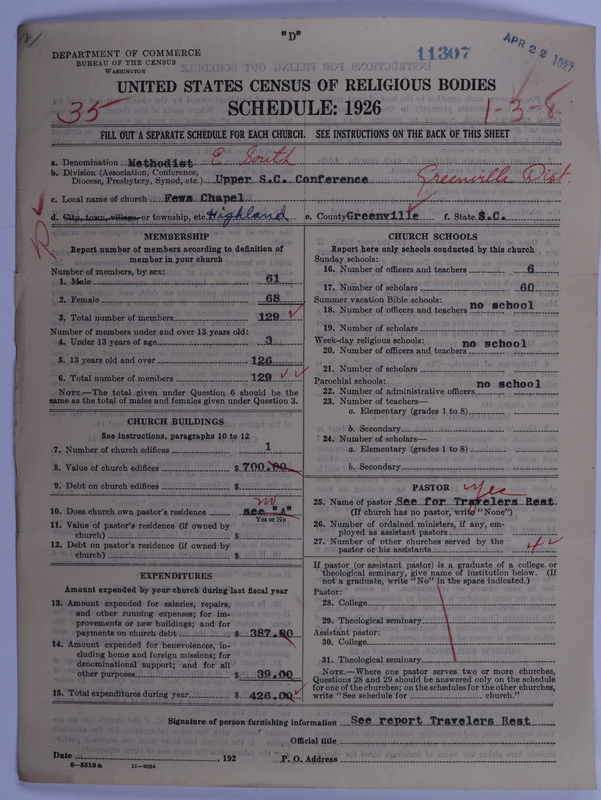 "D"
DEPARTMENT OF COMMERCE
BUREAU OF THE CENSUS
WASHINGTON
11307
APR 22
UNITED STATES CENSUS OF RELIGIOUS BODIES
SCHEDULE: 1926
35
1-3-8
FILL OUT A SEPARATE SCHEDULE FOR EACH CHURCH. SEE INSTRUCTIONS ON THE BACK OF THIS SHEET
a. Denomination Methodist E. South
b. Division (Association, Conference,
Diocese, Presbytery, Synod, etc.) Upper S.C. Conference Greenville Dist.
c. Local name of church Fews Chapel
d. City, town, village, or township, etc. Highland e. County Greenville f. State S.C.
MEMBERSHIP
Report number of members according to definition of
member in your church
Number of members, by sex:
1. Male 61
2. Female 68
3. Total number of members 129
Number of members under and over 13 years old:
4. Under 13 years of age 3
5. 13 years old and over 126
6. Total number of members 129
NOTE.—The total given under Question 6 should be the
same as the total of males and females given under Question 3.
CHURCH BUILDINGS
See instructions, paragraphs 10 to 12
7. Number of church edifices 1
8. Value of church edifices $ 700.00
9. Debt on church edifices $
no
10. Does church own pastor's residence see "A"
Yes or No
11. Value of pastor's residence (if owned by
church) $
12. Debt on pastor's residence (if owned by
church) $
EXPENDITURES
Amount expended by your church during last fiscal year
13. Amount expended for salaries, repairs,
and other running expenses; for im-
provements or new buildings; and for
payments on church debt $ 387.00
14. Amount expended for benevolences, in-
cluding home and foreign missions; for
denominational support; and for all
other purposes $ 39.00
15. Total expenditures during year $ 426.00
CHURCH SCHOOLS
Report here only schools conducted by this church
Sunday schools:
16. Number of officers and teachers 6
17. Number of scholars 60
Summer vacation Bible schools:
18. Number of officers and teachers no school
19. Number of scholars
Week-day religious schools:
20. Number of officers and teachers no school
21. Number of scholars
Parochial schools:
22. Number of administrative officers no school
23. Number of teachers—
a. Elementary (grades 1 to 8)
b. Secondary
24. Number of scholars—
a. Elementary (grades 1 to 8)
b. Secondary
PASTOR yes
25. Name of pastor See for Travelers Rest
(If church has no pastor, write "None")
26. Number of ordained ministers, if any, em-
ployed as assistant pastors
27. Number of other churches served by the
pastor or his assistants 4
If pastor (or assistant pastor) is a graduate of a college or
theological seminary, give name of institution below. (If
not a graduate, write "No" in the space indicated.)
Pastor:
28. College
29. Theological seminary
Assistant pastor:
30. College
31. Theological seminary
NOTE.—Where one pastor serves two or more churches,
Questions 28 and 29 should be answered only on the schedule
for one of the churches; on the schedules for the other churches,
write "See schedule for church."
Signature of person furnishing information See report Travelers Rest
Official title
Date , 192 P. O. Address
8—5516 a 11—9024